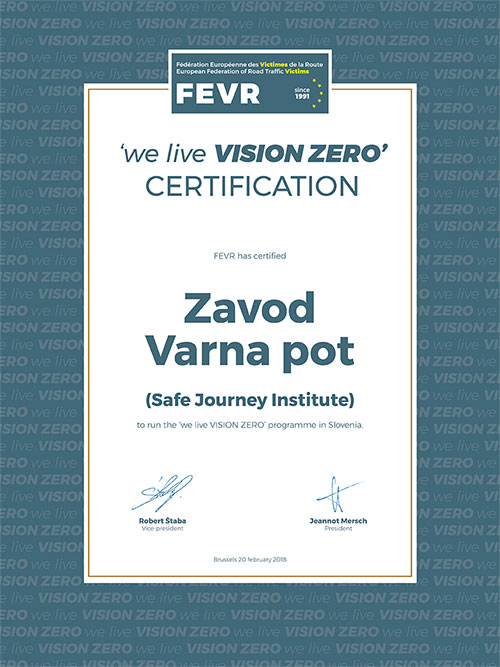 Fédération Européenne des Victimes de la Route
European Federation of Road Traffic Victims
FEVR
since
1991
‘we live VISION ZERO’
CERTIFICATION
FEVR has certified
Zavod
Varna pot
(Safe Journey Institute)
to run the ‘we live VISION ZERO’ programme in Slovenia.
Robert Štaba
Vice-president
Jeannot Mersch
President
Brussels 20 february 2018